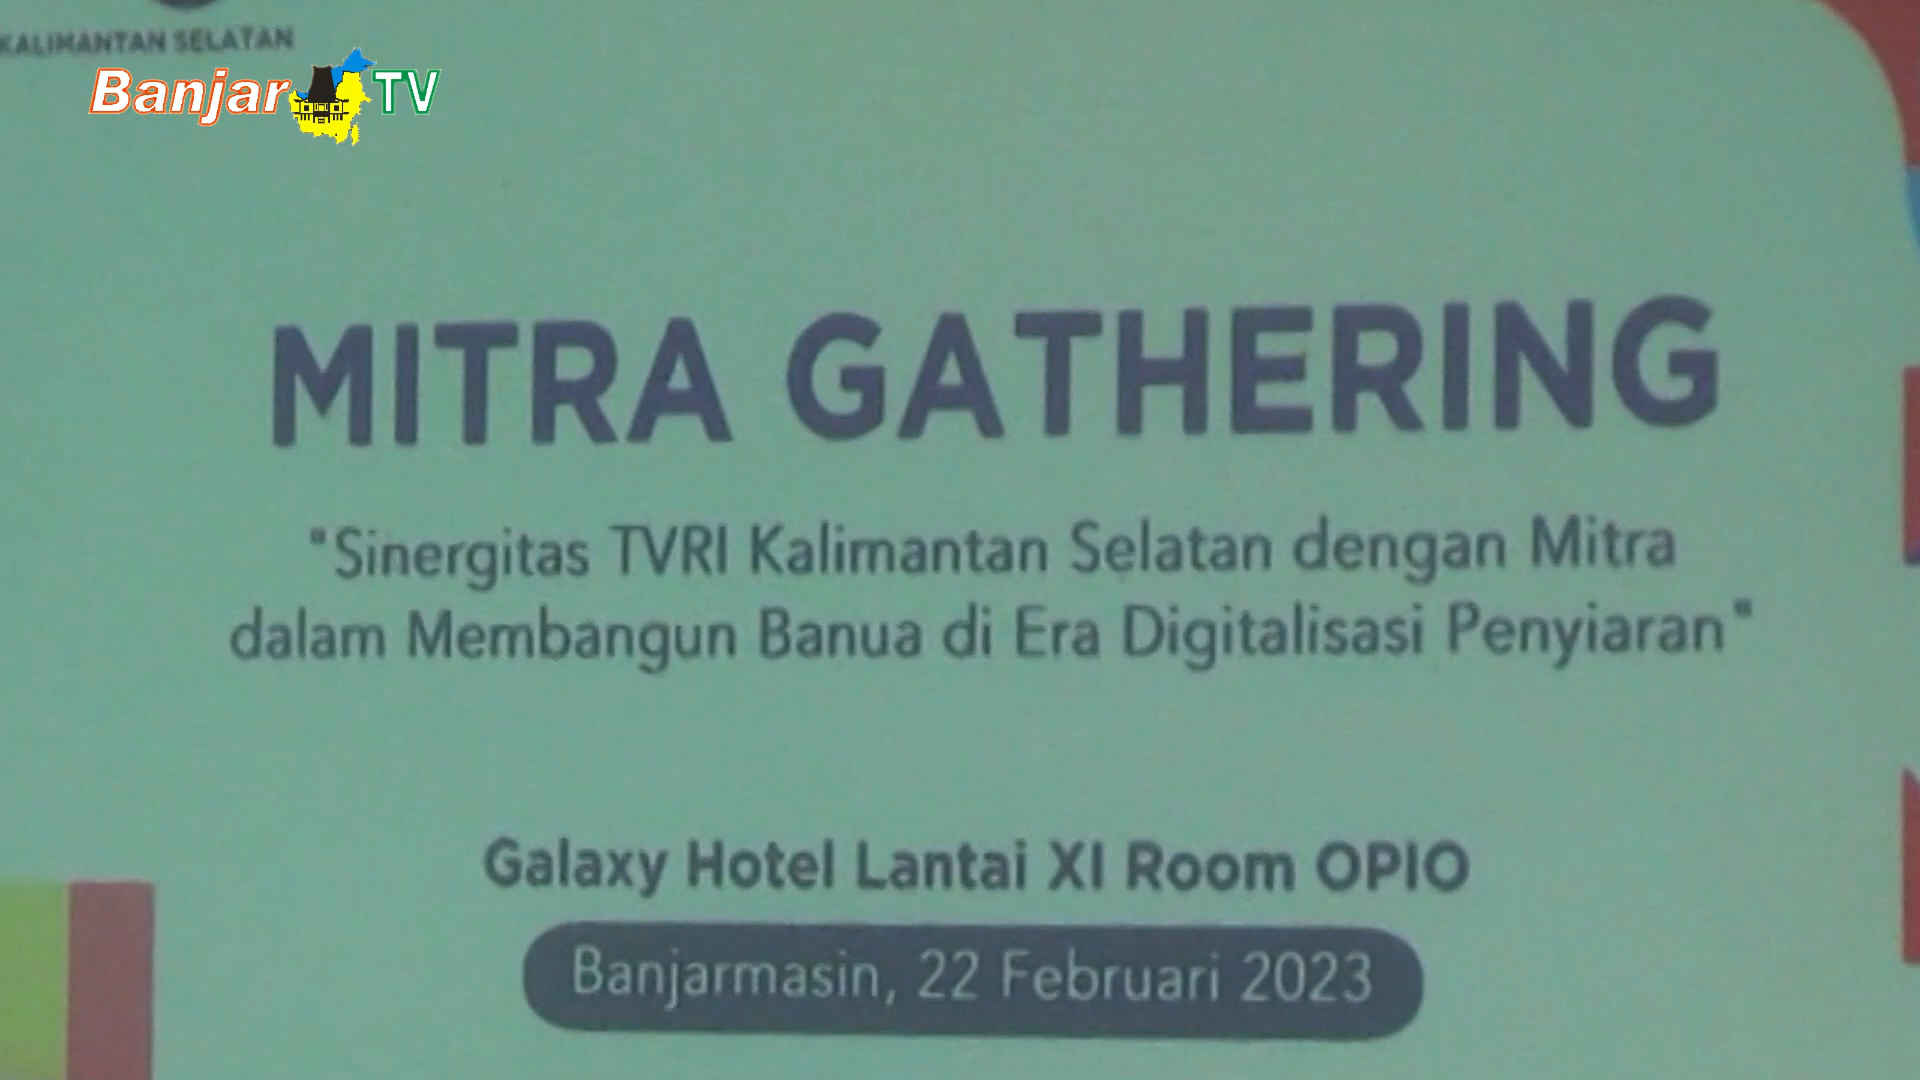 KALIMANTAN SELATAN
Banjar TV
MITRA GATHERING
"Sinergitas TVRI Kalimantan Selatan dengan Mitra
dalam Membangun Banua di Era Digitalisasi Penyiaran"
Galaxy Hotel Lantai XI Room OPIO
Banjarmasin, 22 Februari 2023